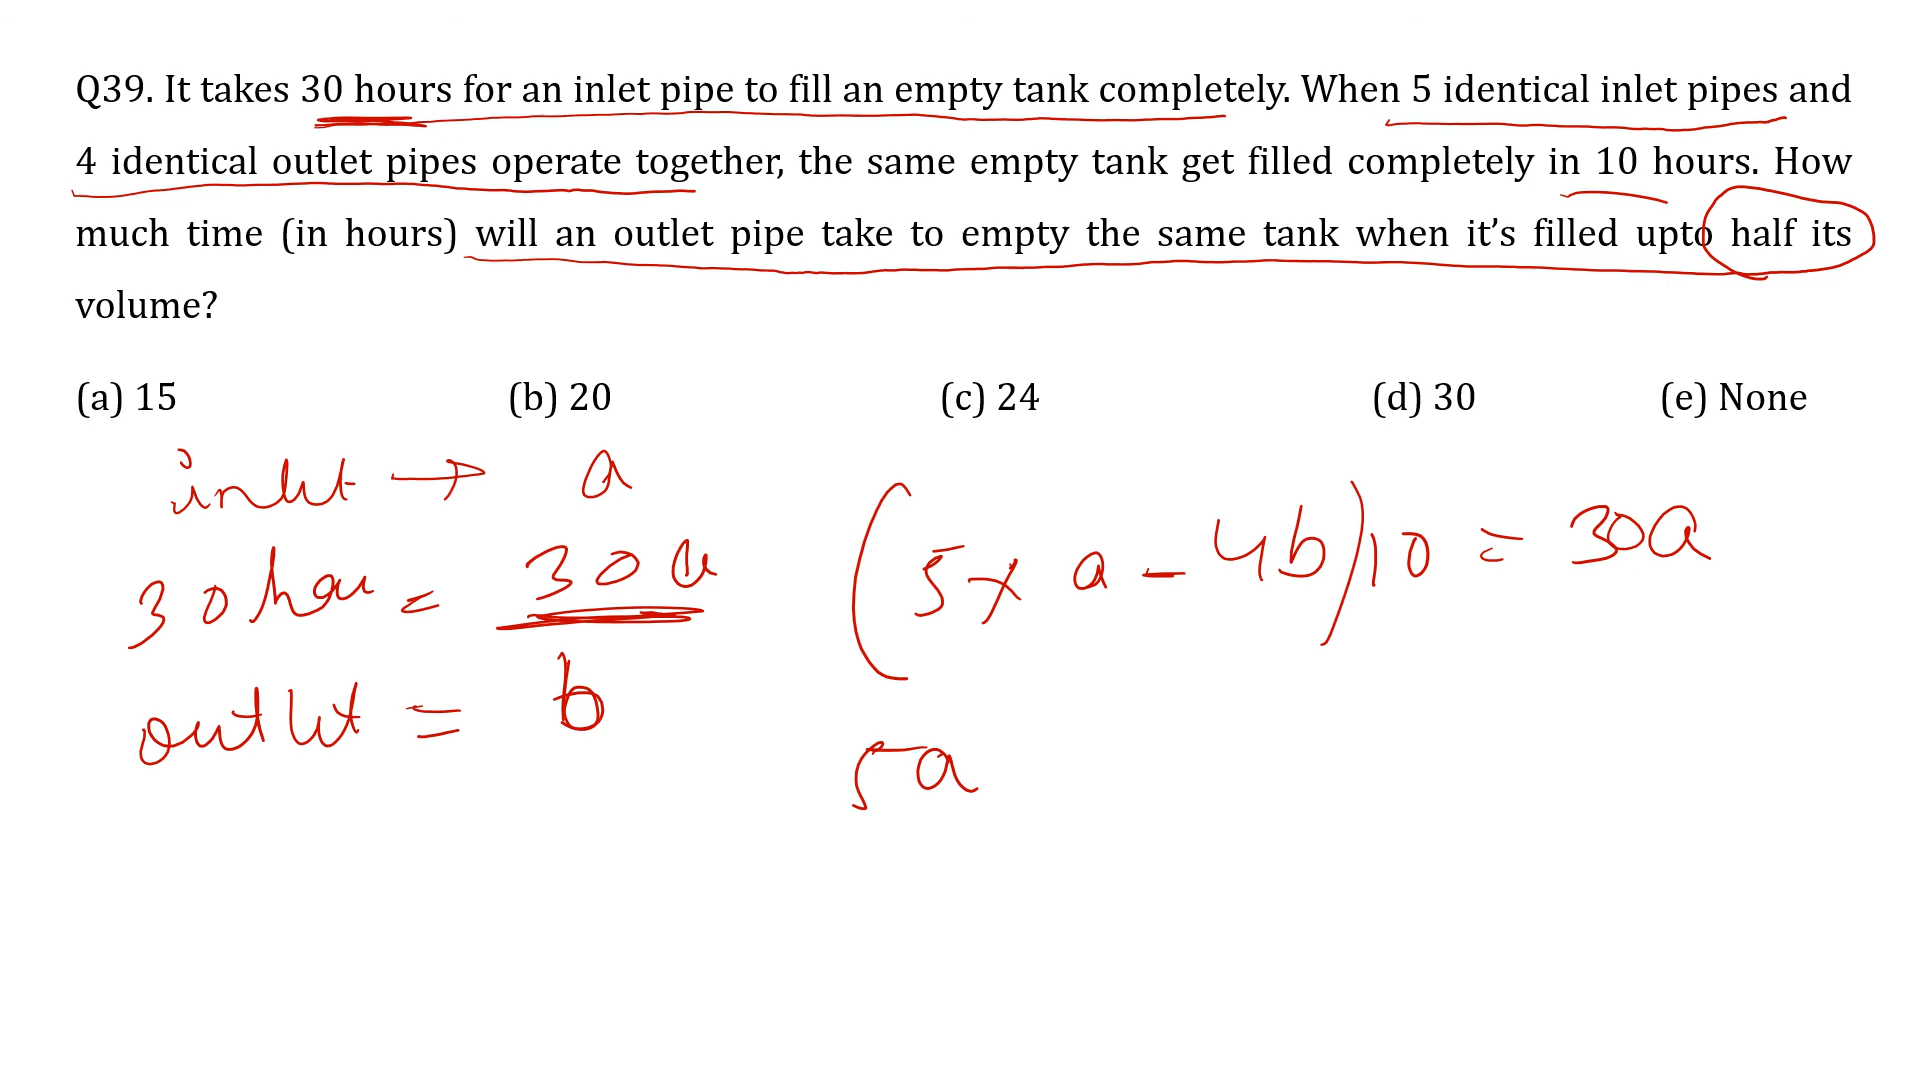 Q39. It takes 30 hours for an inlet pipe to fill an empty tank completely. When 5 identical inlet pipes and
4 identical outlet pipes operate together, the same empty tank get filled completely in 10 hours. How
much time (in hours) will an outlet pipe take to empty the same tank when it’s filled upto half its
volume?
(a) 15 (b) 20 (c) 24 (d) 30 (e) None
inlet → a
30 hou = 30 a
outlet = b
(5 × a - 4b) 10 = 30a
5a